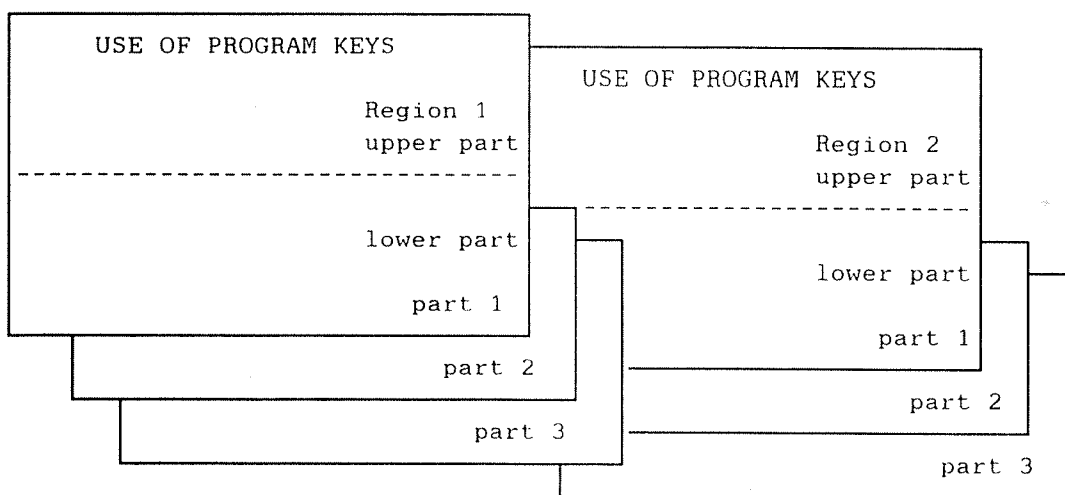 USE OF PROGRAM KEYS
Region 1
upper part
lower part
part 1
part 2
part 3
USE OF PROGRAM KEYS
Region 2
upper part
lower part
part 1
part 2
part 3